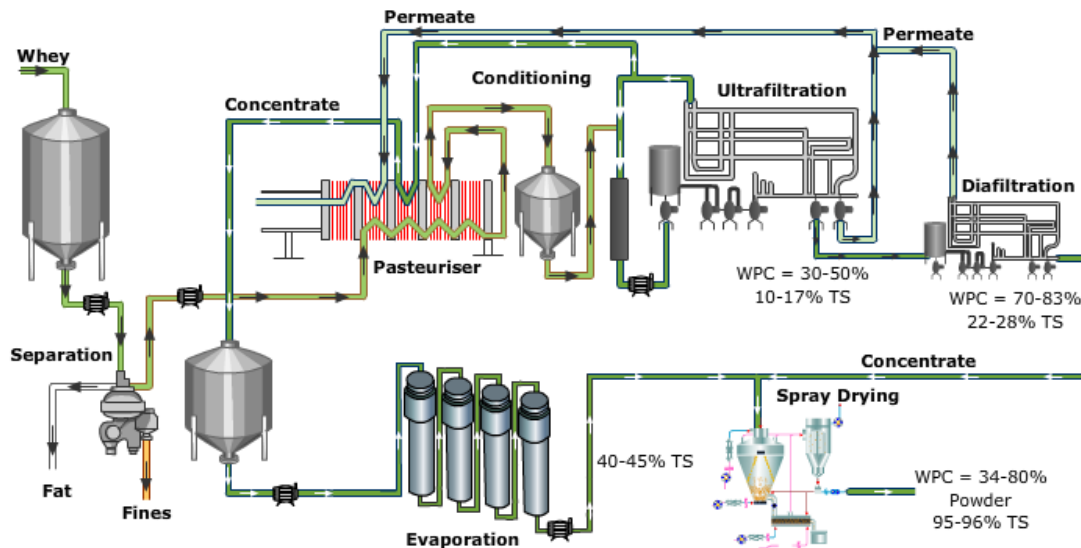 Permeate
Permeate
Whey
Conditioning
Ultrafiltration
Concentrate
Diafiltration
Pasteuriser
WPC = 30-50%
10-17% TS
WPC = 70-83%
22-28% TS
Separation
Concentrate
Spray Drying
40-45% TS
WPC = 34-80%
Powder
95-96% TS
Fat
Fines
Evaporation